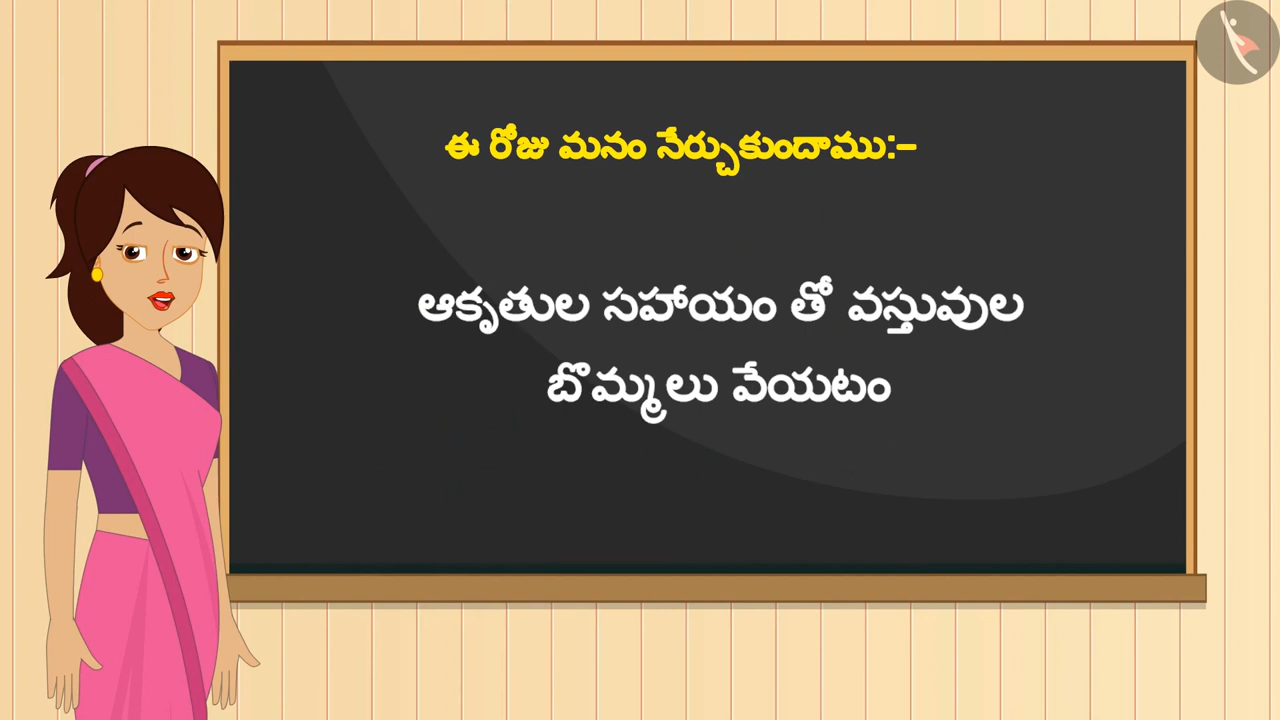 ఈ రోజు మనం నేర్చుకుందాము:–
ఆకృతుల సహాయం తో వస్తువుల
బొమ్మలు వేయటం